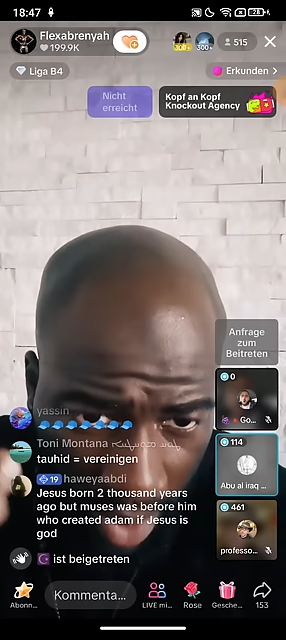 18:47
28
Flexabrenyah
199.9K
300+
515
Liga B4
Erkunden >
Nicht
erreicht
Kopf an Kopf
Knockout Agency
Anfrage
zum
Beitreten
0
Go...
114
Abu al iraq ...
461
professo...
yassin
Toni Montana
tauhid = vereinigen
19 haweyaabdi
Jesus born 2 thousand years
ago but muses was before him
who created adam if Jesus is
god
ist beigetreten
Abonn...
Kommenta...
LIVE mi...
Rose
Gesche...
153